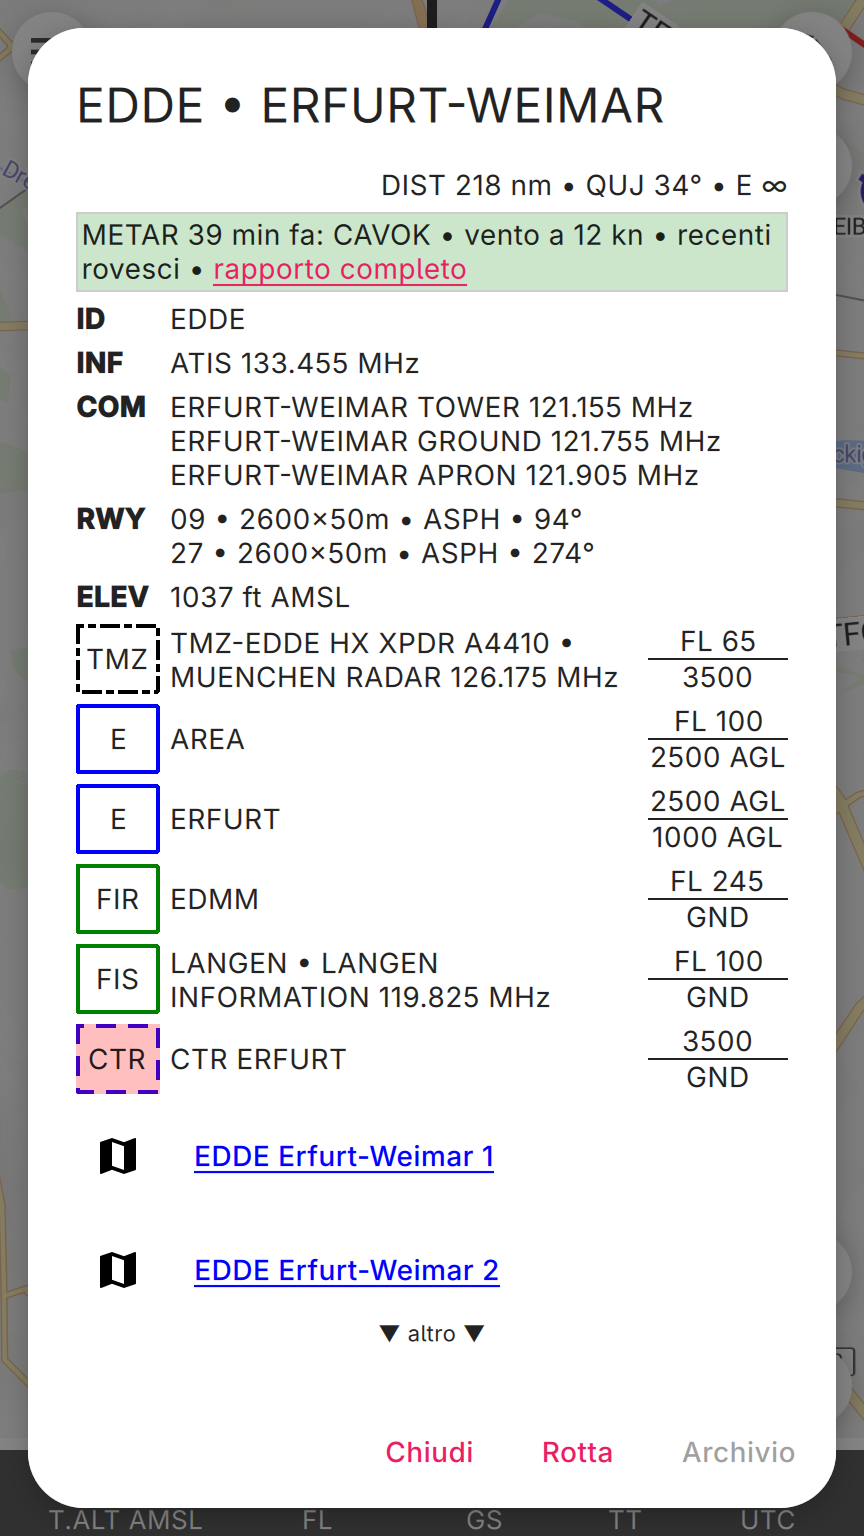 EDDE • ERFURT-WEIMAR
DIST 218 nm • QUJ 34° • E ∞
METAR 39 min fa: CAVOK • vento a 12 kn • recenti
rovesci • rapporto completo
ID EDDE
INF ATIS 133.455 MHz
COM ERFURT-WEIMAR TOWER 121.155 MHz
ERFURT-WEIMAR GROUND 121.755 MHz
ERFURT-WEIMAR APRON 121.905 MHz
RWY 09 • 2600×50m • ASPH • 94°
27 • 2600×50m • ASPH • 274°
ELEV 1037 ft AMSL
TMZ TMZ-EDDE HX XPDR A4410 •
MUENCHEN RADAR 126.175 MHz
FL 65
3500
E AREA
FL 100
2500 AGL
E ERFURT
2500 AGL
1000 AGL
FIR EDMM
FL 245
GND
FIS LANGEN • LANGEN
INFORMATION 119.825 MHz
FL 100
GND
CTR CTR ERFURT
3500
GND
EDDE Erfurt-Weimar 1
EDDE Erfurt-Weimar 2
▼ altro ▼
Chiudi Rotta Archivio
T.ALT AMSL FL GS TT UTC